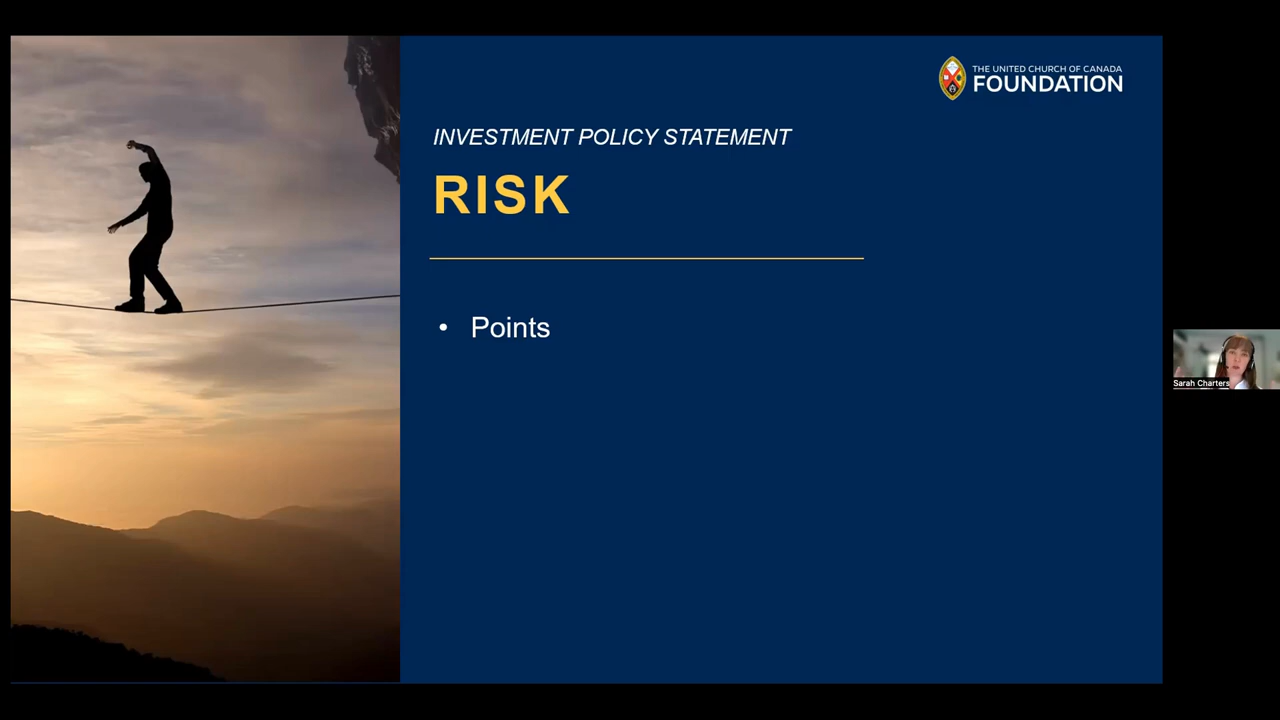 THE UNITED CHURCH OF CANADA
FOUNDATION
INVESTMENT POLICY STATEMENT
RISK
• Points
Sarah Charters